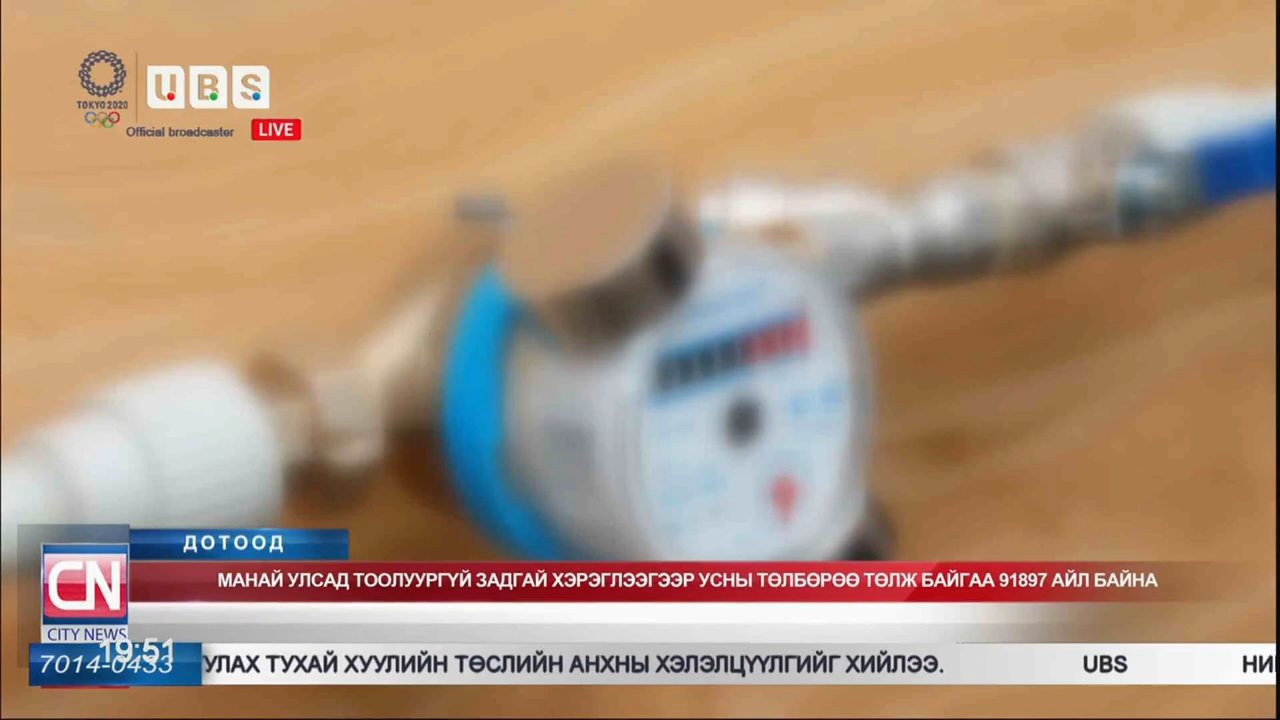 TOKYO 2020
UBS
Official broadcaster
LIVE
ДОТООД
CN
МАНАЙ УЛСАД ТООЛУУРГҮЙ ЗАДГАЙ ХЭРЭГЛЭЭГЭЭР УСНЫ ТӨЛБӨРӨӨ ТӨЛЖ БАЙГАА 91897 АЙЛ БАЙНА
CITY NEWS
19:51
7014-0433
УЛАХ ТУХАЙ ХУУЛИЙН ТӨСЛИЙН АНХНЫ ХЭЛЭЛЦҮҮЛГИЙГ ХИЙЛЭЭ. UBS НИ